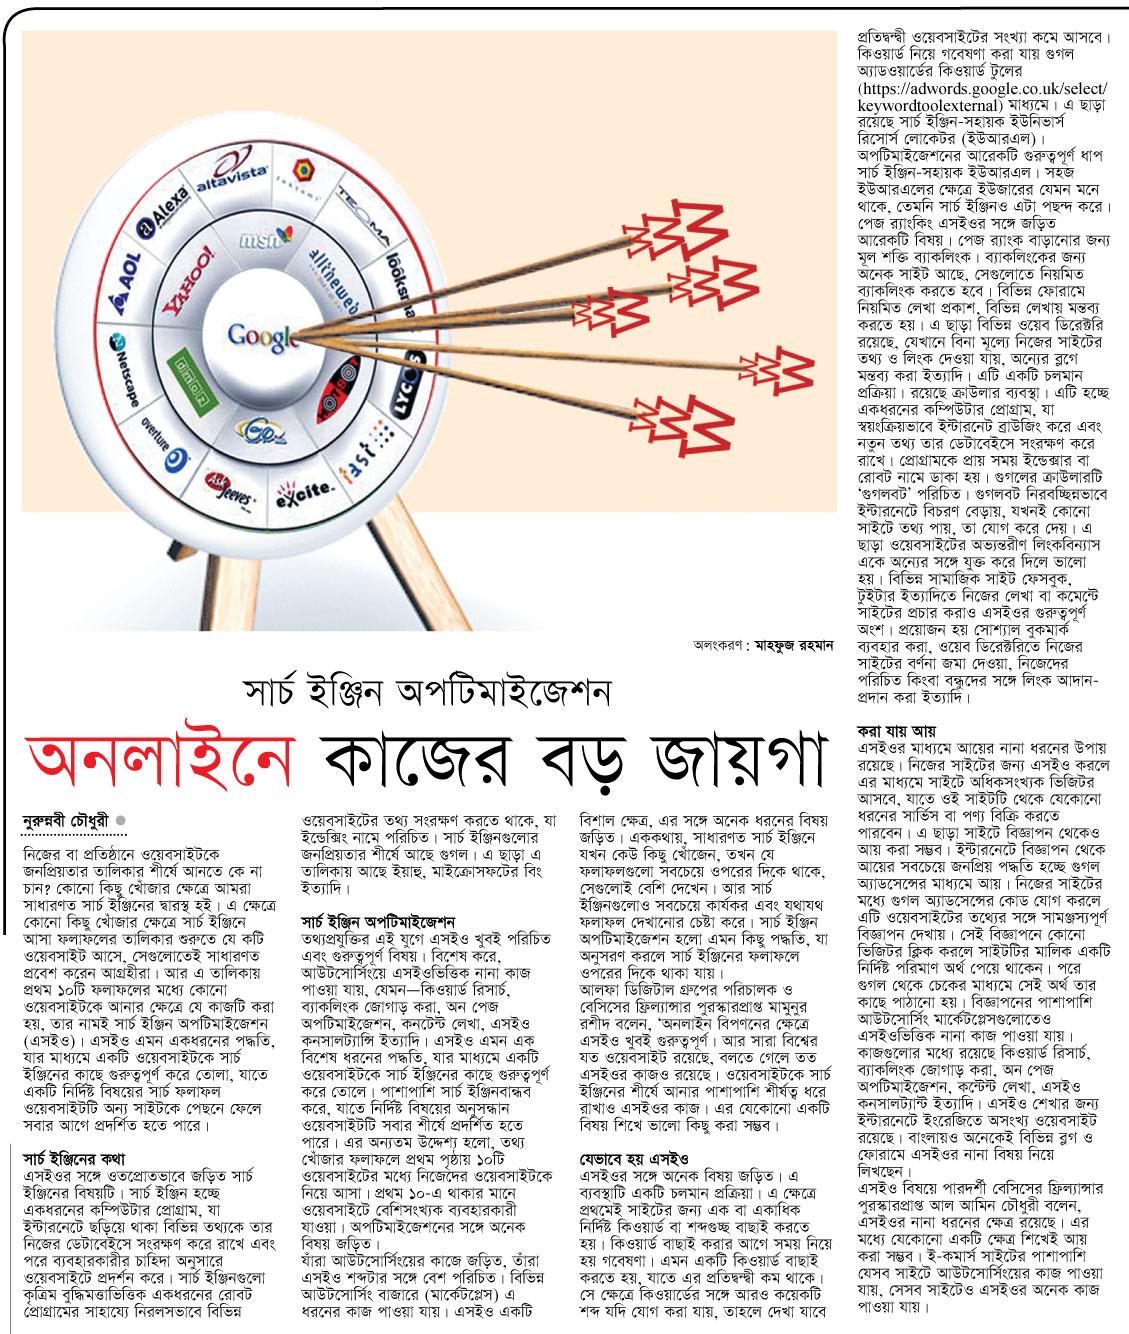 altavista
inktomi
TEOMA
looksmart
LYCOS
fast
excite.
Ask Jeeves
overture
Netscape
AOL
Alexa
msn
alltheweb
HOTBOT
Go
dmoz
YAHOO!
Google
অলংকরণ : মাহফুজ রহমান
সার্চ ইঞ্জিন অপটিমাইজেশন
অনলাইনে কাজের বড় জায়গা
নুরুন্নবী চৌধুরী
নিজের বা প্রতিষ্ঠানে ওয়েবসাইটকে
জনপ্রিয়তার তালিকার শীর্ষে আনতে কে না
চান? কোনো কিছু খোঁজার ক্ষেত্রে আমরা
সাধারণত সার্চ ইঞ্জিনের দ্বারস্থ হই। এ ক্ষেত্রে
কোনো কিছু খোঁজার ক্ষেত্রে সার্চ ইঞ্জিনে
আসা ফলাফলের তালিকার শুরুতে যে কটি
ওয়েবসাইট আসে, সেগুলোতেই সাধারণত
প্রবেশ করেন আগ্রহীরা। আর এ তালিকায়
প্রথম ১০টি ফলাফলের মধ্যে কোনো
ওয়েবসাইটকে আনার ক্ষেত্রে যে কাজটি করা
হয়, তার নামই সার্চ ইঞ্জিন অপটিমাইজেশন
(এসইও)। এসইও এমন একধরনের পদ্ধতি,
যার মাধ্যমে একটি ওয়েবসাইটকে সার্চ
ইঞ্জিনের কাছে গুরুত্বপূর্ণ করে তোলা, যাতে
একটি নির্দিষ্ট বিষয়ের সার্চ ফলাফল
ওয়েবসাইটটি অন্য সাইটকে পেছনে ফেলে
সবার আগে প্রদর্শিত হতে পারে।
সার্চ ইঞ্জিনের কথা
এসইওর সঙ্গে ওতপ্রোতভাবে জড়িত সার্চ
ইঞ্জিনের বিষয়টি। সার্চ ইঞ্জিন হচ্ছে
একধরনের কম্পিউটার প্রোগ্রাম, যা
ইন্টারনেটে ছড়িয়ে থাকা বিভিন্ন তথ্যকে তার
নিজের ডেটাবেইসে সংরক্ষণ করে রাখে এবং
পরে ব্যবহারকারীর চাহিদা অনুসারে
ওয়েবসাইটে প্রদর্শন করে। সার্চ ইঞ্জিনগুলো
কৃত্রিম বুদ্ধিমত্তাভিত্তিক একধরনের রোবট
প্রোগ্রামের সাহায্যে নিরলসভাবে বিভিন্ন
ওয়েবসাইটের তথ্য সংরক্ষণ করতে থাকে, যা
ইন্ডেক্সিং নামে পরিচিত। সার্চ ইঞ্জিনগুলোর
জনপ্রিয়তার শীর্ষে আছে গুগল। এ ছাড়া এ
তালিকায় আছে ইয়াহু, মাইক্রোসফটের বিং
ইত্যাদি।
সার্চ ইঞ্জিন অপটিমাইজেশন
তথ্যপ্রযুক্তির এই যুগে এসইও খুবই পরিচিত
এবং গুরুত্বপূর্ণ বিষয়। বিশেষ করে,
আউটসোর্সিংয়ে এসইওভিত্তিক নানা কাজ
পাওয়া যায়, যেমন—কিওয়ার্ড রিসার্চ,
ব্যাকলিংক জোগাড় করা, অন পেজ
অপটিমাইজেশন, কনটেন্ট লেখা, এসইও
কনসালট্যান্সি ইত্যাদি। এসইও এমন এক
বিশেষ ধরনের পদ্ধতি, যার মাধ্যমে একটি
ওয়েবসাইটকে সার্চ ইঞ্জিনের কাছে গুরুত্বপূর্ণ
করে তোলে। পাশাপাশি সার্চ ইঞ্জিনবান্ধব
করে, যাতে নির্দিষ্ট বিষয়ের অনুসন্ধান
ওয়েবসাইটটি সবার শীর্ষে প্রদর্শিত হতে
পারে। এর অন্যতম উদ্দেশ্য হলো, তথ্য
খোঁজার ফলাফলে প্রথম পৃষ্ঠায় ১০টি
ওয়েবসাইটের মধ্যে নিজেদের ওয়েবসাইটকে
নিয়ে আসা। প্রথম ১০-এ থাকার মানে
ওয়েবসাইটে বেশিসংখ্যক ব্যবহারকারী
যাওয়া। অপটিমাইজেশনের সঙ্গে অনেক
বিষয় জড়িত।
যাঁরা আউটসোর্সিংয়ের কাজে জড়িত, তাঁরা
এসইও শব্দটার সঙ্গে বেশ পরিচিত। বিভিন্ন
আউটসোর্সিং বাজারে (মার্কেটপ্লেস) এ
ধরনের কাজ পাওয়া যায়। এসইও একটি
বিশাল ক্ষেত্র, এর সঙ্গে অনেক ধরনের বিষয়
জড়িত। এককথায়, সাধারণত সার্চ ইঞ্জিনে
যখন কেউ কিছু খোঁজেন, তখন যে
ফলাফলগুলো সবচেয়ে ওপরের দিকে থাকে,
সেগুলোই বেশি দেখেন। আর সার্চ
ইঞ্জিনগুলোও সবচেয়ে কার্যকর এবং যথাযথ
ফলাফল দেখানোর চেষ্টা করে। সার্চ ইঞ্জিন
অপটিমাইজেশন হলো এমন কিছু পদ্ধতি, যা
অনুসরণ করলে সার্চ ইঞ্জিনের ফলাফলে
ওপরের দিকে থাকা যায়।
আলফা ডিজিটাল গ্রুপের পরিচালক ও
বেসিসের ফ্রিল্যান্সার পুরস্কারপ্রাপ্ত মামুনুর
রশীদ বলেন, 'অনলাইন বিপণনের ক্ষেত্রে
এসইও খুবই গুরুত্বপূর্ণ। আর সারা বিশ্বের
যত ওয়েবসাইট রয়েছে, বলতে গেলে তত
এসইওর কাজও রয়েছে। ওয়েবসাইটকে সার্চ
ইঞ্জিনের শীর্ষে আনার পাশাপাশি শীর্ষত্ব ধরে
রাখাও এসইওর কাজ। এর যেকোনো একটি
বিষয় শিখে ভালো কিছু করা সম্ভব।
যেভাবে হয় এসইও
এসইওর সঙ্গে অনেক বিষয় জড়িত। এ
ব্যবস্থাটি একটি চলমান প্রক্রিয়া। এ ক্ষেত্রে
প্রথমেই সাইটের জন্য এক বা একাধিক
নির্দিষ্ট কিওয়ার্ড বা শব্দগুচ্ছ বাছাই করতে
হয়। কিওয়ার্ড বাছাই করার আগে সময় নিয়ে
হয় গবেষণা। এমন একটি কিওয়ার্ড বাছাই
করতে হয়, যাতে এর প্রতিদ্বন্দ্বী কম থাকে।
সে ক্ষেত্রে কিওয়ার্ডের সঙ্গে আরও কয়েকটি
শব্দ যদি যোগ করা যায়, তাহলে দেখা যাবে
প্রতিদ্বন্দ্বী ওয়েবসাইটের সংখ্যা কমে আসবে।
কিওয়ার্ড নিয়ে গবেষণা করা যায় গুগল
অ্যাডওয়ার্ডের কিওয়ার্ড টুলের
(https://adwords.google.co.uk/select/
keywordtoolexternal) মাধ্যমে। এ ছাড়া
রয়েছে সার্চ ইঞ্জিন-সহায়ক ইউনিভার্স
রিসোর্স লোকেটর (ইউআরএল)।
অপটিমাইজেশনের আরেকটি গুরুত্বপূর্ণ ধাপ
সার্চ ইঞ্জিন-সহায়ক ইউআরএল। সহজ
ইউআরএলের ক্ষেত্রে ইউজারের যেমন মনে
থাকে, তেমনি সার্চ ইঞ্জিনও এটা পছন্দ করে।
পেজ র‍্যাংকিং এসইওর সঙ্গে জড়িত
আরেকটি বিষয়। পেজ র‍্যাংক বাড়ানোর জন্য
মূল শক্তি ব্যাকলিংক। ব্যাকলিংকের জন্য
অনেক সাইট আছে, সেগুলোতে নিয়মিত
ব্যাকলিংক করতে হবে। বিভিন্ন ফোরামে
নিয়মিত লেখা প্রকাশ, বিভিন্ন লেখায় মন্তব্য
করতে হয়। এ ছাড়া বিভিন্ন ওয়েব ডিরেক্টরি
রয়েছে, যেখানে বিনা মূল্যে নিজের সাইটের
তথ্য ও লিংক দেওয়া যায়, অন্যের ব্লগে
মন্তব্য করা ইত্যাদি। এটি একটি চলমান
প্রক্রিয়া। রয়েছে ক্রাউলার ব্যবস্থা। এটি হচ্ছে
একধরনের কম্পিউটার প্রোগ্রাম, যা
স্বয়ংক্রিয়ভাবে ইন্টারনেট ব্রাউজিং করে এবং
নতুন তথ্য তার ডেটাবেইসে সংরক্ষণ করে
রাখে। প্রোগ্রামকে প্রায় সময় ইন্ডেক্সার বা
রোবট নামে ডাকা হয়। গুগলের ক্রাউলারটি
'গুগলবট' পরিচিত। গুগলবট নিরবচ্ছিন্নভাবে
ইন্টারনেটে বিচরণ বেড়ায়, যখনই কোনো
সাইটে তথ্য পায়, তা যোগ করে দেয়। এ
ছাড়া ওয়েবসাইটের অভ্যন্তরীণ লিংকবিন্যাস
একে অন্যের সঙ্গে যুক্ত করে দিলে ভালো
হয়। বিভিন্ন সামাজিক সাইট ফেসবুক,
টুইটার ইত্যাদিতে নিজের লেখা বা কমেন্টে
সাইটের প্রচার করাও এসইওর গুরুত্বপূর্ণ
অংশ। প্রয়োজন হয় সোশ্যাল বুকমার্ক
ব্যবহার করা, ওয়েব ডিরেক্টরিতে নিজের
সাইটের বর্ণনা জমা দেওয়া, নিজেদের
পরিচিত কিংবা বন্ধুদের সঙ্গে লিংক আদান-
প্রদান করা ইত্যাদি।
করা যায় আয়
এসইওর মাধ্যমে আয়ের নানা ধরনের উপায়
রয়েছে। নিজের সাইটের জন্য এসইও করলে
এর মাধ্যমে সাইটে অধিকসংখ্যক ভিজিটর
আসবে, যাতে ওই সাইটটি থেকে যেকোনো
ধরনের সার্ভিস বা পণ্য বিক্রি করতে
পারবেন। এ ছাড়া সাইটে বিজ্ঞাপন থেকেও
আয় করা সম্ভব। ইন্টারনেটে বিজ্ঞাপন থেকে
আয়ের সবচেয়ে জনপ্রিয় পদ্ধতি হচ্ছে গুগল
অ্যাডসেন্সের মাধ্যমে আয়। নিজের সাইটের
মধ্যে গুগল অ্যাডসেন্সের কোড যোগ করলে
এটি ওয়েবসাইটের তথ্যের সঙ্গে সামঞ্জস্যপূর্ণ
বিজ্ঞাপন দেখায়। সেই বিজ্ঞাপনে কোনো
ভিজিটর ক্লিক করলে সাইটটির মালিক একটি
নির্দিষ্ট পরিমাণ অর্থ পেয়ে থাকেন। পরে
গুগল থেকে চেকের মাধ্যমে সেই অর্থ তার
কাছে পাঠানো হয়। বিজ্ঞাপনের পাশাপাশি
আউটসোর্সিং মার্কেটপ্লেসগুলোতেও
এসইওভিত্তিক নানা কাজ পাওয়া যায়।
কাজগুলোর মধ্যে রয়েছে কিওয়ার্ড রিসার্চ,
ব্যাকলিংক জোগাড় করা, অন পেজ
অপটিমাইজেশন, কন্টেন্ট লেখা, এসইও
কনসালট্যান্ট ইত্যাদি। এসইও শেখার জন্য
ইন্টারনেটে ইংরেজিতে অসংখ্য ওয়েবসাইট
রয়েছে। বাংলায়ও অনেকেই বিভিন্ন ব্লগ ও
ফোরামে এসইওর নানা বিষয় নিয়ে
লিখছেন।
এসইও বিষয়ে পারদর্শী বেসিসের ফ্রিল্যান্সার
পুরস্কারপ্রাপ্ত আল আমিন চৌধুরী বলেন,
এসইওর নানা ধরনের ক্ষেত্র রয়েছে। এর
মধ্যে যেকোনো একটি ক্ষেত্র শিখেই আয়
করা সম্ভব। ই-কমার্স সাইটের পাশাপাশি
যেসব সাইটে আউটসোর্সিংয়ের কাজ পাওয়া
যায়, সেসব সাইটেও এসইওর অনেক কাজ
পাওয়া যায়।